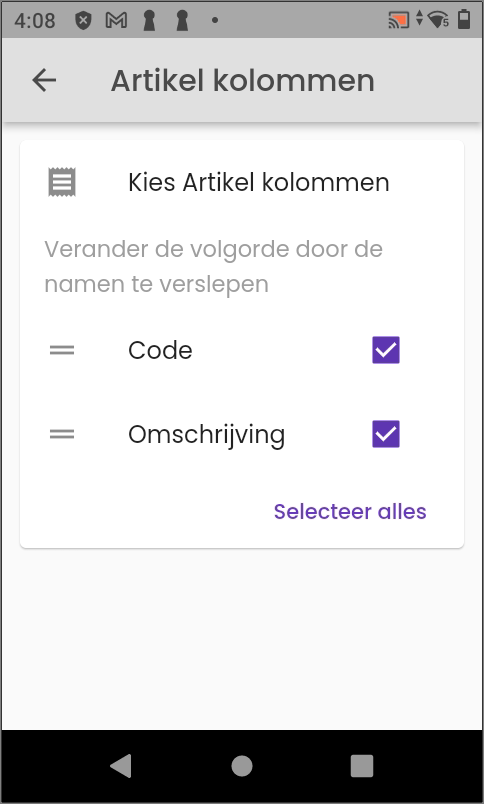 4:08
5
Artikel kolommen
Kies Artikel kolommen
Verander de volgorde door de
namen te verslepen
Code
Omschrijving
Selecteer alles